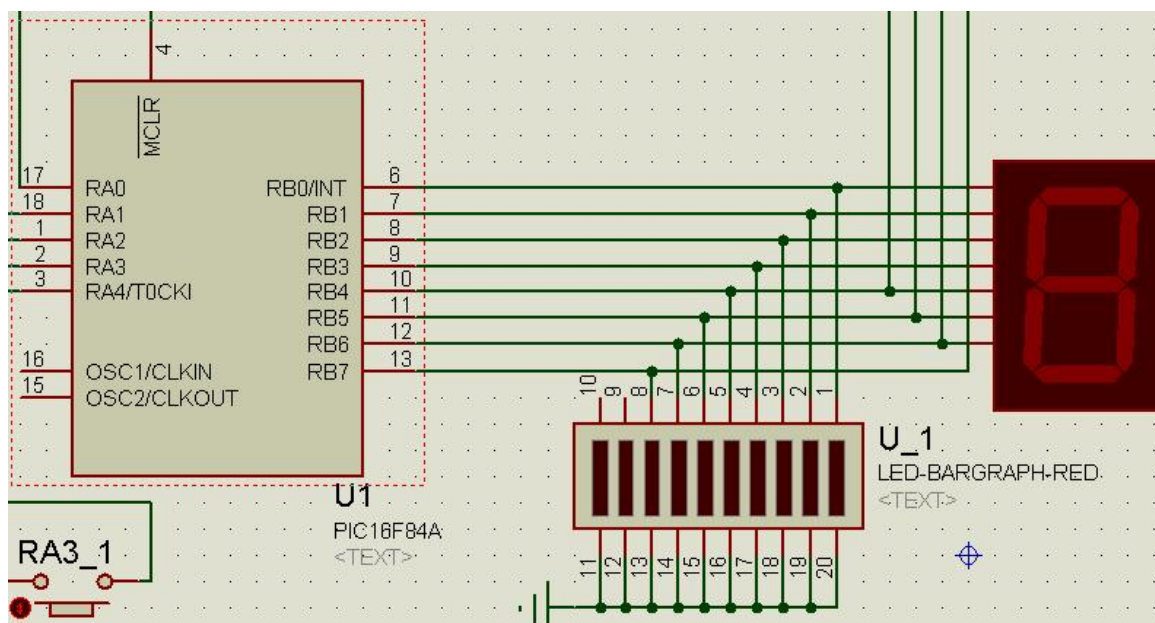 4
MCLR
17 RA0 RB0/INT 6
18 RA1 RB1 7
1 RA2 RB2 8
2 RA3 RB3 9
3 RA4/T0CKI RB4 10
RB5 11
RB6 12
16 OSC1/CLKIN RB7 13
15 OSC2/CLKOUT
U1
PIC16F84A
<TEXT>
10 9 8 7 6 5 4 3 2 1
U_1
LED-BARGRAPH-RED
<TEXT>
11 12 13 14 15 16 17 18 19 20
RA3_1